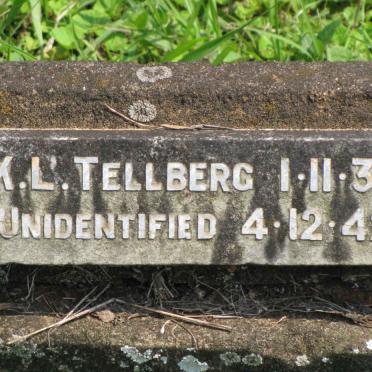 K.L. TELLBERG 1·11·3
UNIDENTIFIED 4·12·4